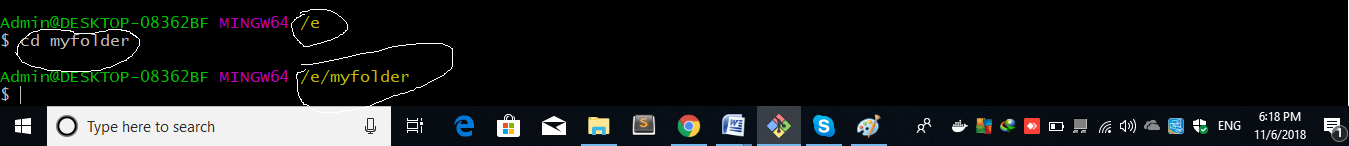 Admin@DESKTOP-08362BF MINGW64 /e
$ cd myfolder
Admin@DESKTOP-08362BF MINGW64 /e/myfolder
$
Type here to search
S
W
S
ENG
6:18 PM
11/6/2018
1